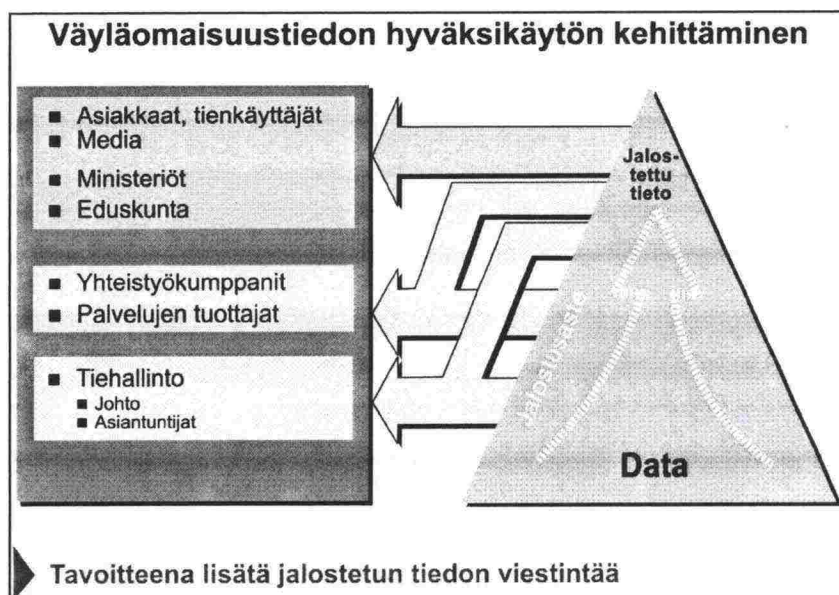 Väyläomaisuustiedon hyväksikäytön kehittäminen
Asiakkaat, tienkäyttäjät
Media
Ministeriöt
Eduskunta
Yhteistyökumppanit
Palvelujen tuottajat
Tiehallinto
Johto
Asiantuntijat
Jalos-
tettu
tieto
Jalostusaste
Data
Tavoitteena lisätä jalostetun tiedon viestintää